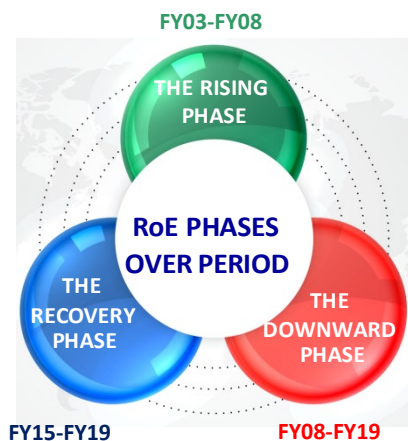 FY03-FY08
THE RISING
PHASE
RoE PHASES
OVER PERIOD
THE
RECOVERY
PHASE
THE
DOWNWARD
PHASE
FY15-FY19
FY08-FY19